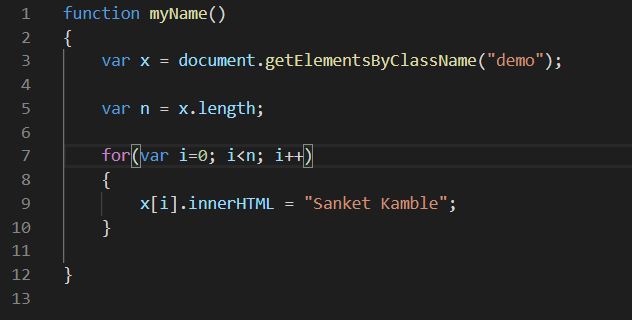 1 function myName()
2 {
3     var x = document.getElementsByClassName("demo");
4
5     var n = x.length;
6
7     for(var i=0; i<n; i++)
8     {
9         x[i].innerHTML = "Sanket Kamble";
10     }
11
12 }
13